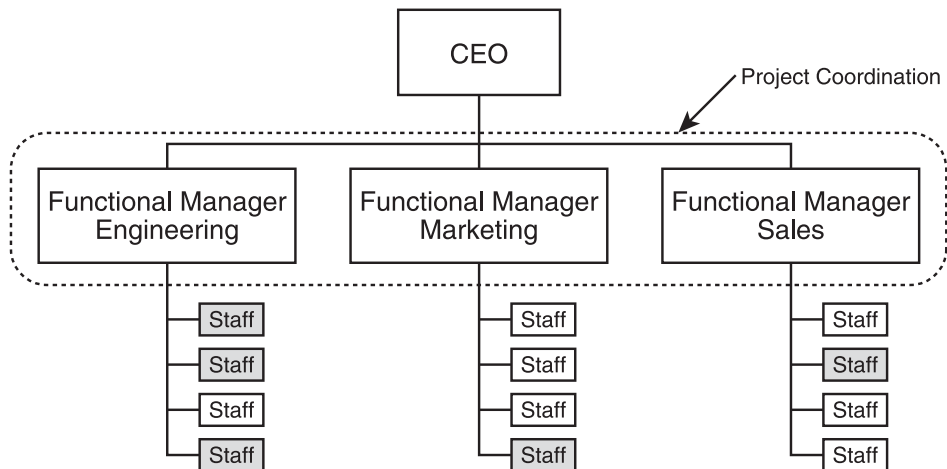 CEO
Project Coordination
Functional Manager
Engineering
Functional Manager
Marketing
Functional Manager
Sales
Staff
Staff
Staff
Staff
Staff
Staff
Staff
Staff
Staff
Staff
Staff
Staff